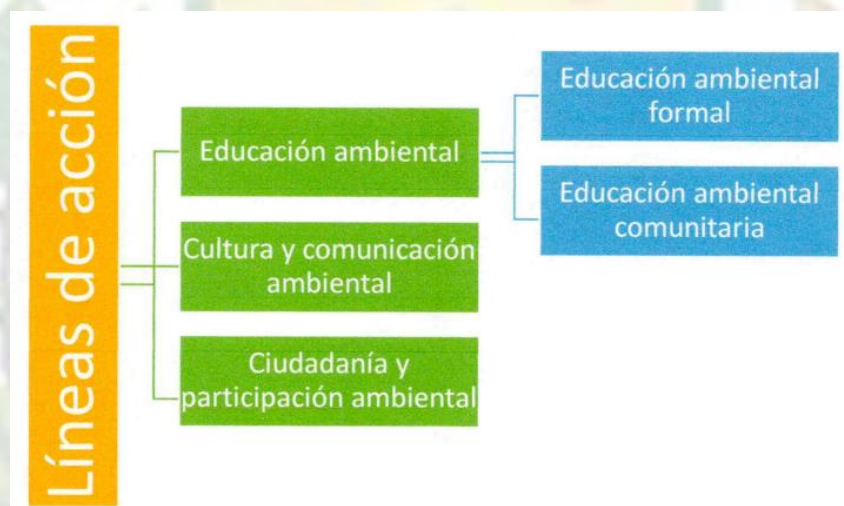 Líneas de acción
Educación ambiental
Cultura y comunicación
ambiental
Ciudadanía y
participación ambiental
Educación ambiental
formal
Educación ambiental
comunitaria